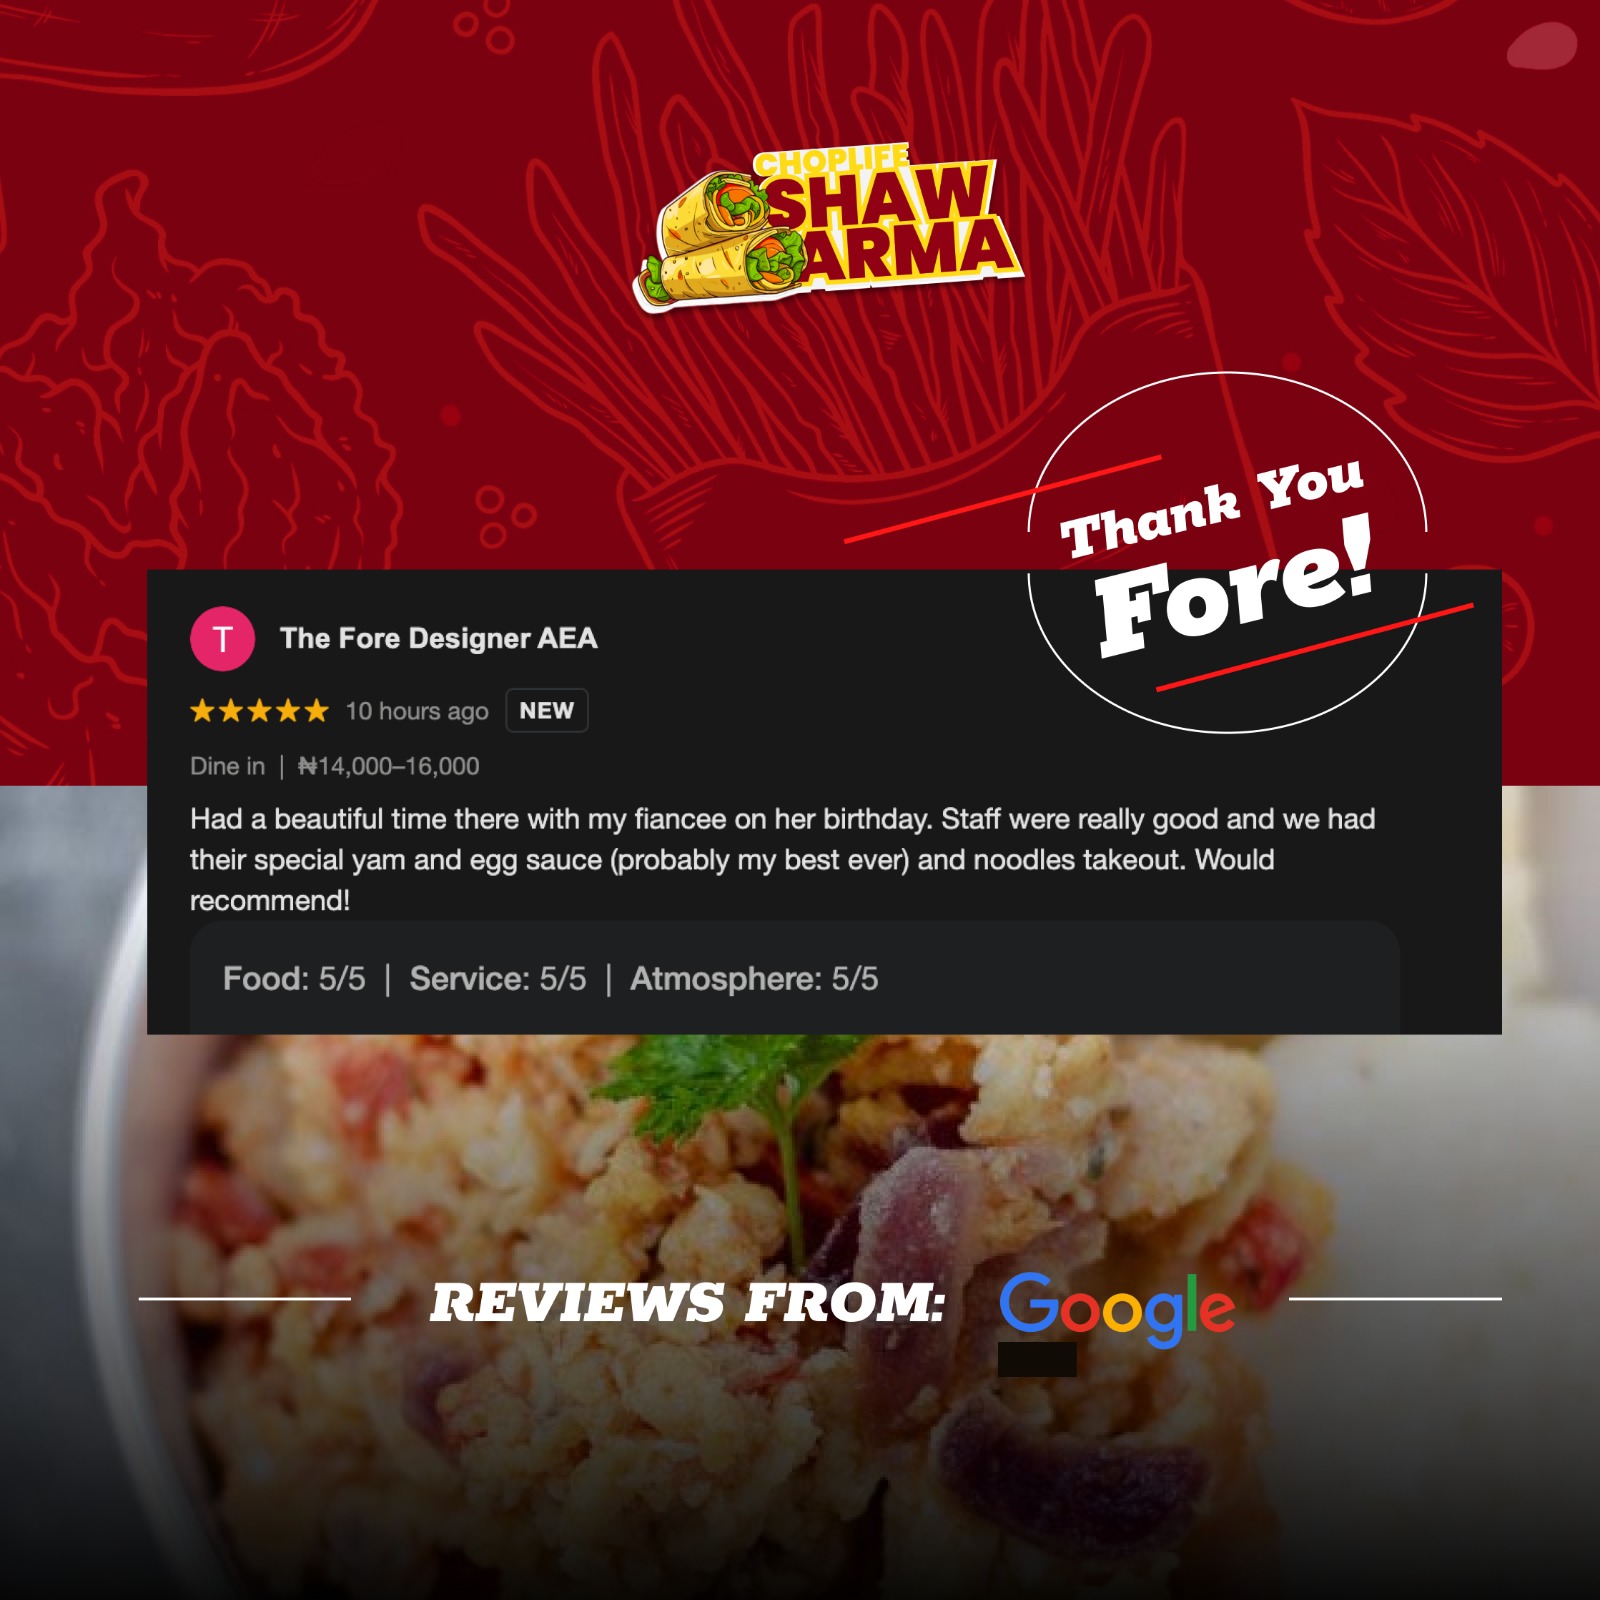 CHOPLIFE
SHAW
ARMA
Thank You
Fore!
T
The Fore Designer AEA
10 hours ago NEW
Dine in | ₦14,000–16,000
Had a beautiful time there with my fiancee on her birthday. Staff were really good and we had
their special yam and egg sauce (probably my best ever) and noodles takeout. Would
recommend!
Food: 5/5 | Service: 5/5 | Atmosphere: 5/5
REVIEWS FROM: Google